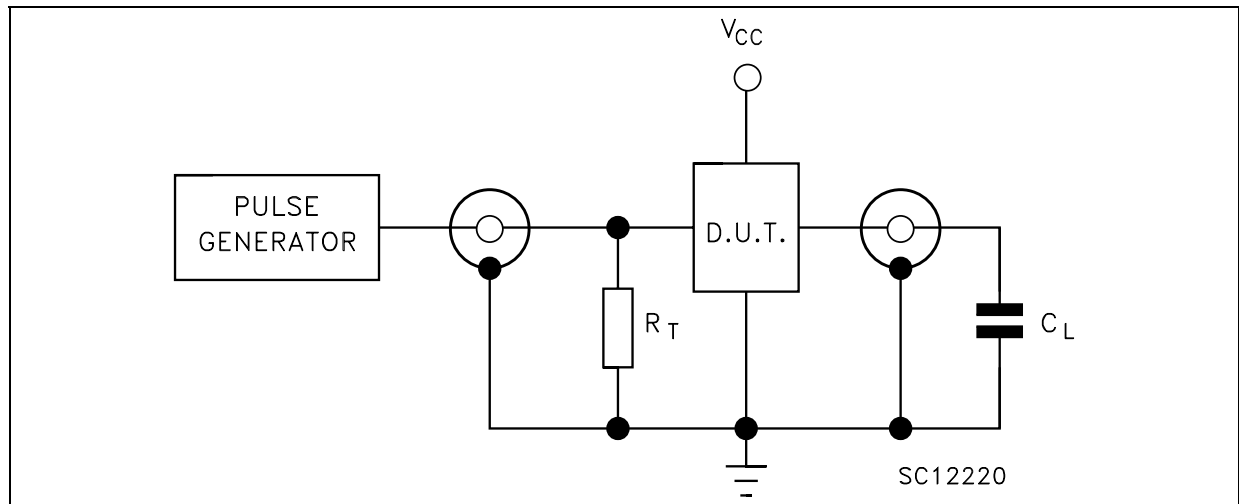 VCC
PULSE
GENERATOR
D.U.T.
RT
CL
SC12220